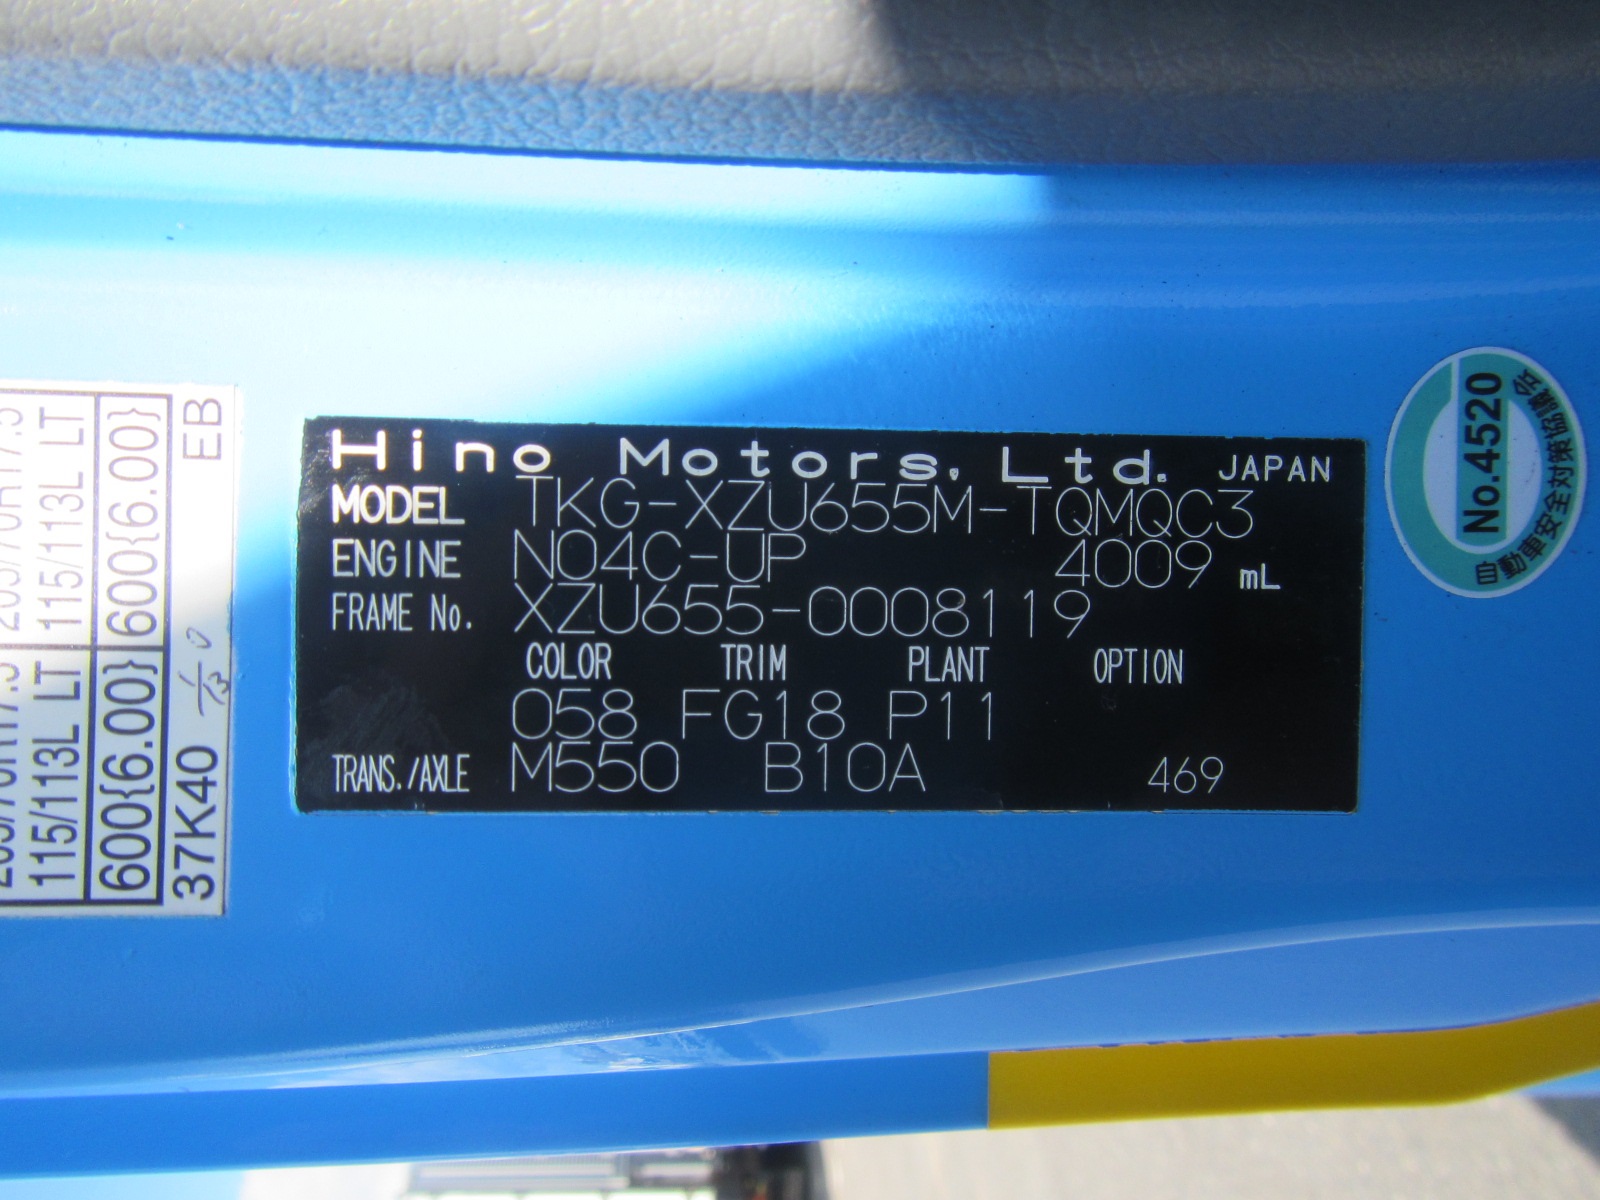 Hino Motors, Ltd. JAPAN
MODEL TKG-XZU655M-TQMQC3
ENGINE N04C-UP 4009 mL
FRAME No. XZU655-0008119
COLOR TRIM PLANT OPTION
058 FG18 P11
TRANS./AXLE M550 B10A 469
115/113L LT 115/113L LT
600{6.00} 600{6.00}
37K40 EB
No.4520
自動車安全対策協議会